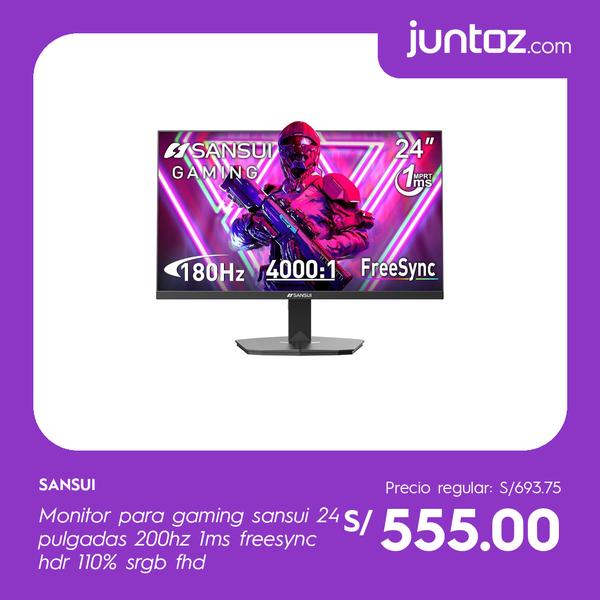 juntoz.com
SANSUI
GAMING
24"
1ms
MPRT
180Hz
4000:1
FreeSync
SANSUI
SANSUI
Monitor para gaming sansui 24
pulgadas 200hz 1ms freesync
hdr 110% srgb fhd
Precio regular: S/693.75
S/ 555.00